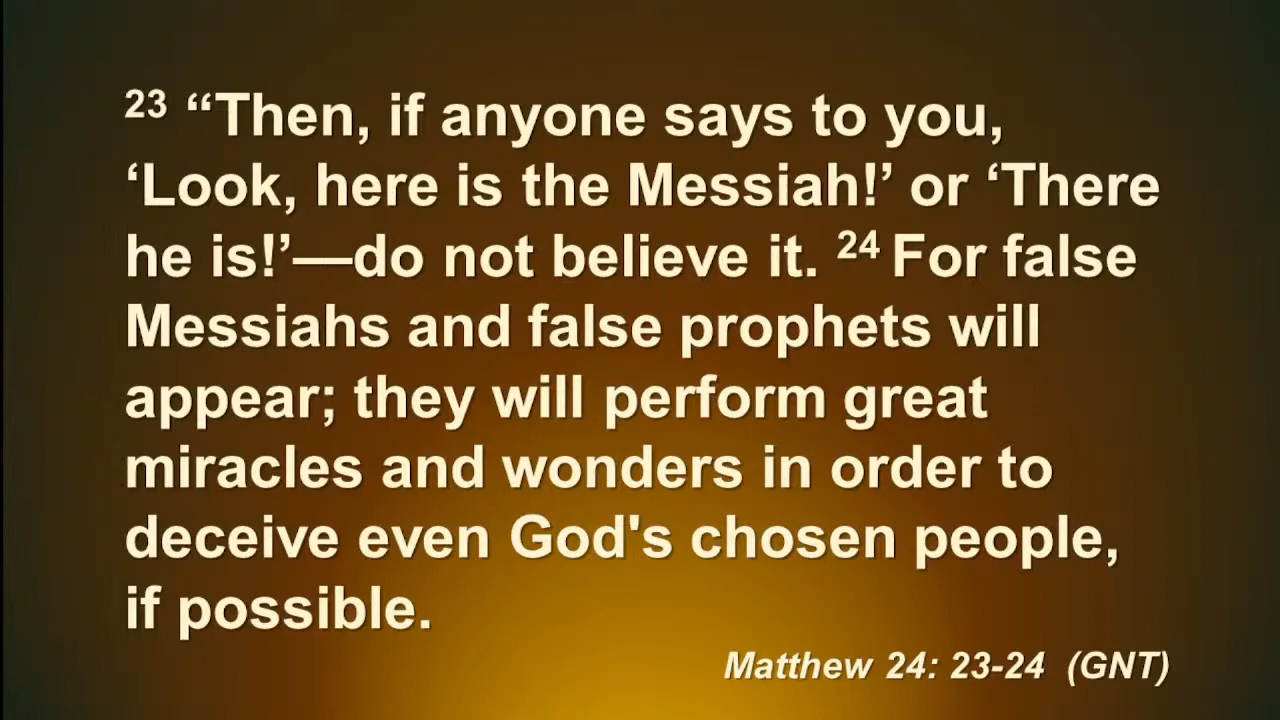 23 “Then, if anyone says to you,
‘Look, here is the Messiah!’ or ‘There
he is!’—do not believe it. 24 For false
Messiahs and false prophets will
appear; they will perform great
miracles and wonders in order to
deceive even God's chosen people,
if possible.
Matthew 24: 23-24 (GNT)